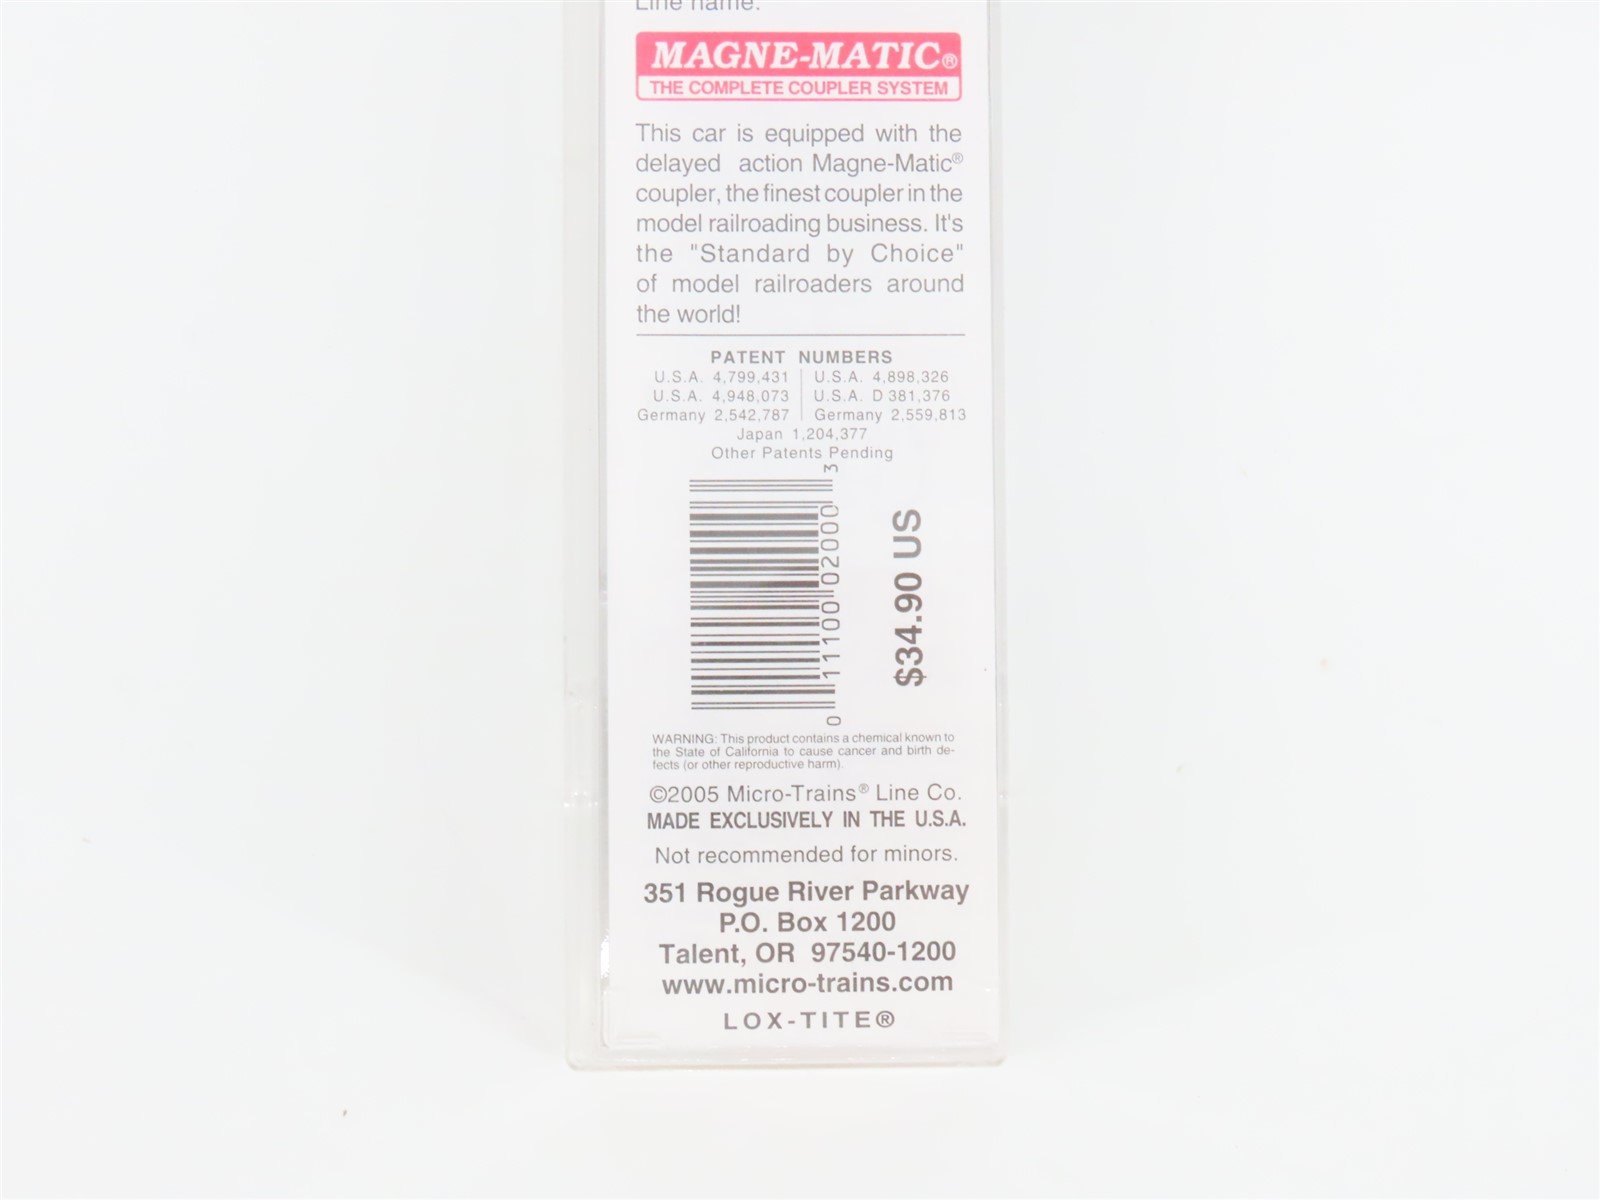 Line name.
MAGNE-MATIC®
THE COMPLETE COUPLER SYSTEM
This car is equipped with the
delayed action Magne-Matic®
coupler, the finest coupler in the
model railroading business. It's
the "Standard by Choice"
of model railroaders around
the world!
PATENT NUMBERS
U.S.A. 4,799,431 U.S.A. 4,898,326
U.S.A. 4,948,073 U.S.A. D 381,376
Germany 2,542,787 Germany 2,559,813
Japan 1,204,377
Other Patents Pending
0 11100 02000 3
$34.90 US
WARNING: This product contains a chemical known to
the State of California to cause cancer and birth de-
fects (or other reproductive harm).
©2005 Micro-Trains® Line Co.
MADE EXCLUSIVELY IN THE U.S.A.
Not recommended for minors.
351 Rogue River Parkway
P.O. Box 1200
Talent, OR 97540-1200
www.micro-trains.com
LOX-TITE®